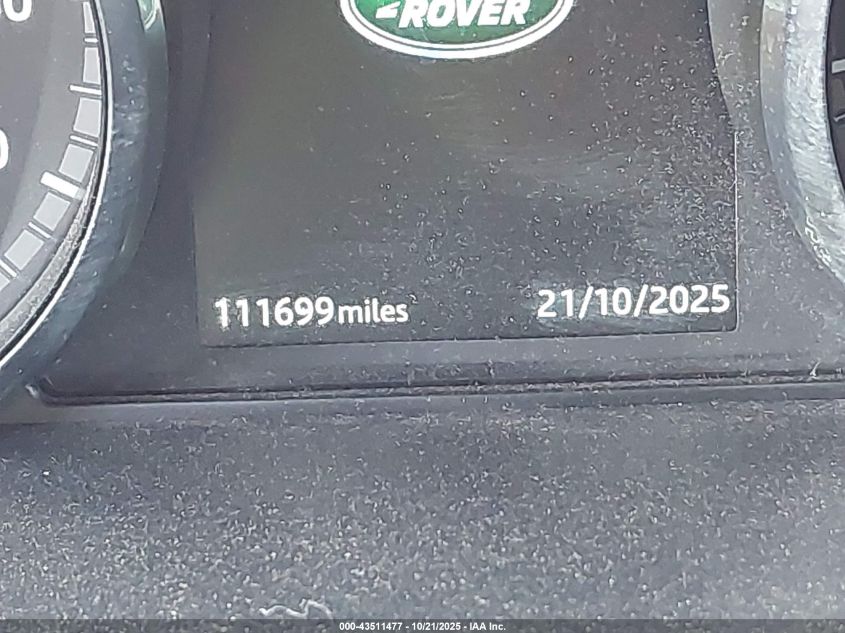 ROVER
111699miles 21/10/2025
000-43511477 - 10/21/2025 - IAA Inc.